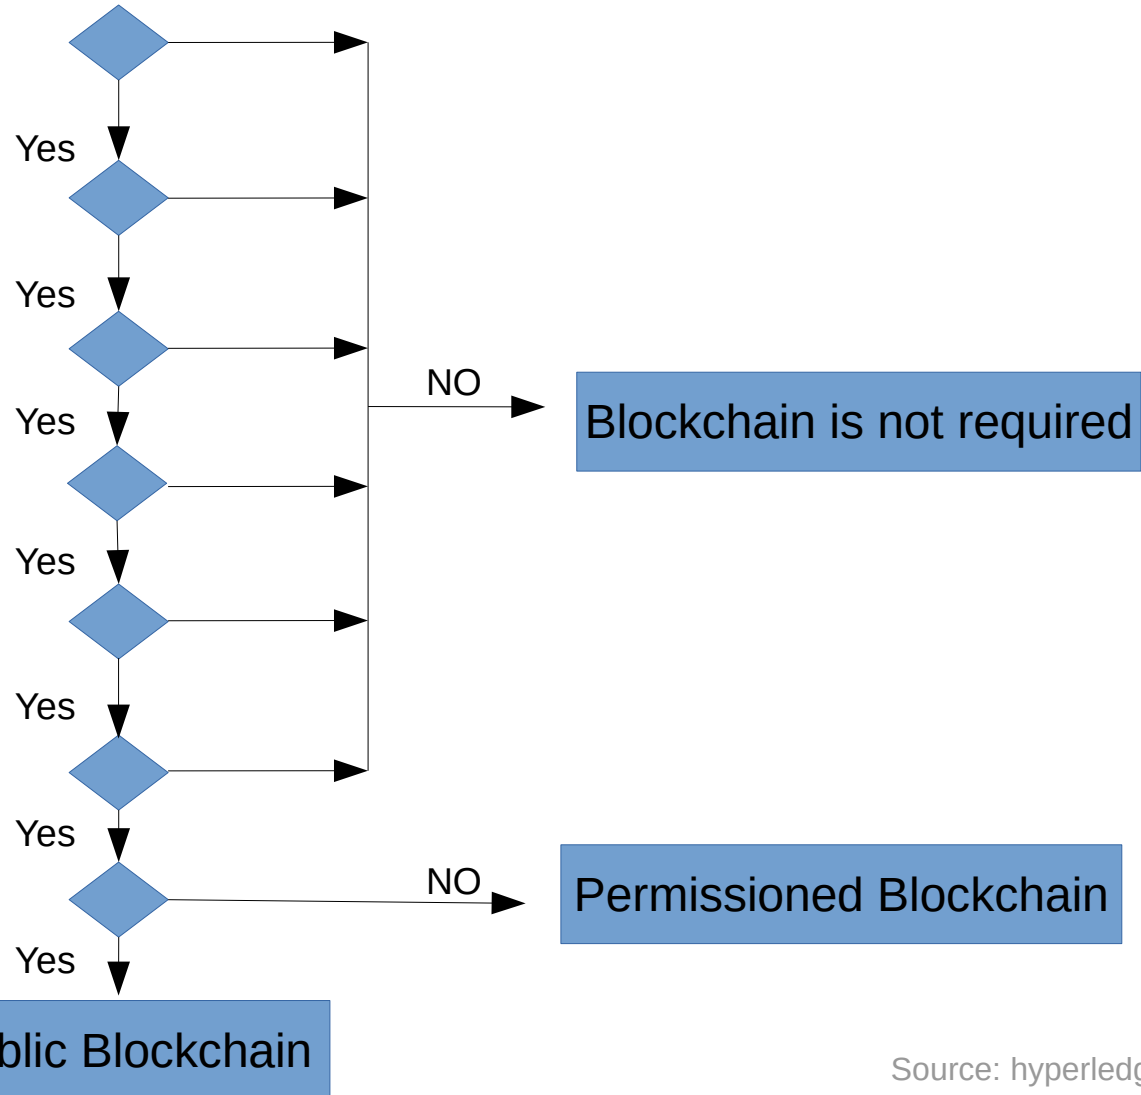 Yes
Yes
NO
Blockchain is not required
Yes
Yes
Yes
Yes
NO
Permissioned Blockchain
Yes
blic Blockchain
Source: hyperledg